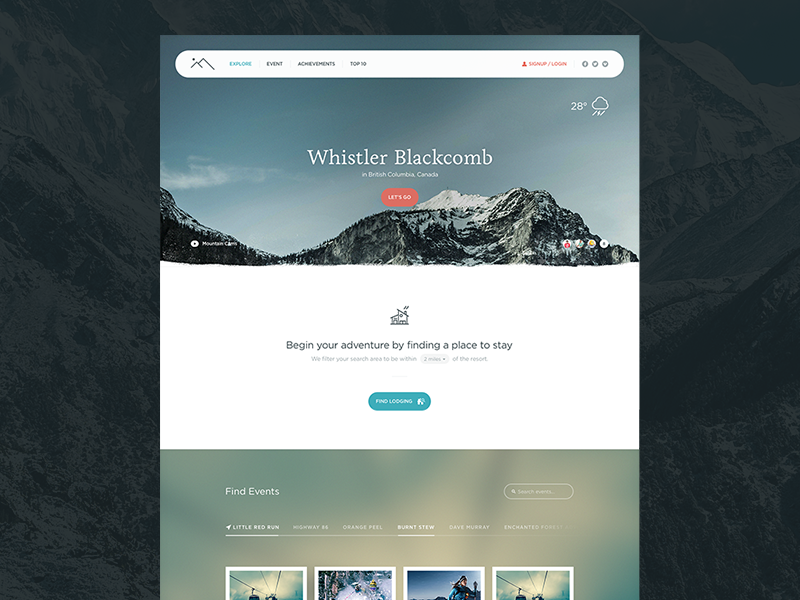 EXPLORE EVENT ACHIEVEMENTS TOP 10 SIGNUP / LOGIN
28°
Whistler Blackcomb
in British Columbia, Canada
LET'S GO
Mountain Cams
Begin your adventure by finding a place to stay
We filter your search area to be within 2 miles of the resort.
FIND LODGING
Find Events
Search events...
LITTLE RED RUN HIGHWAY 86 ORANGE PEEL BURNT STEW DAVE MURRAY ENCHANTED FOREST